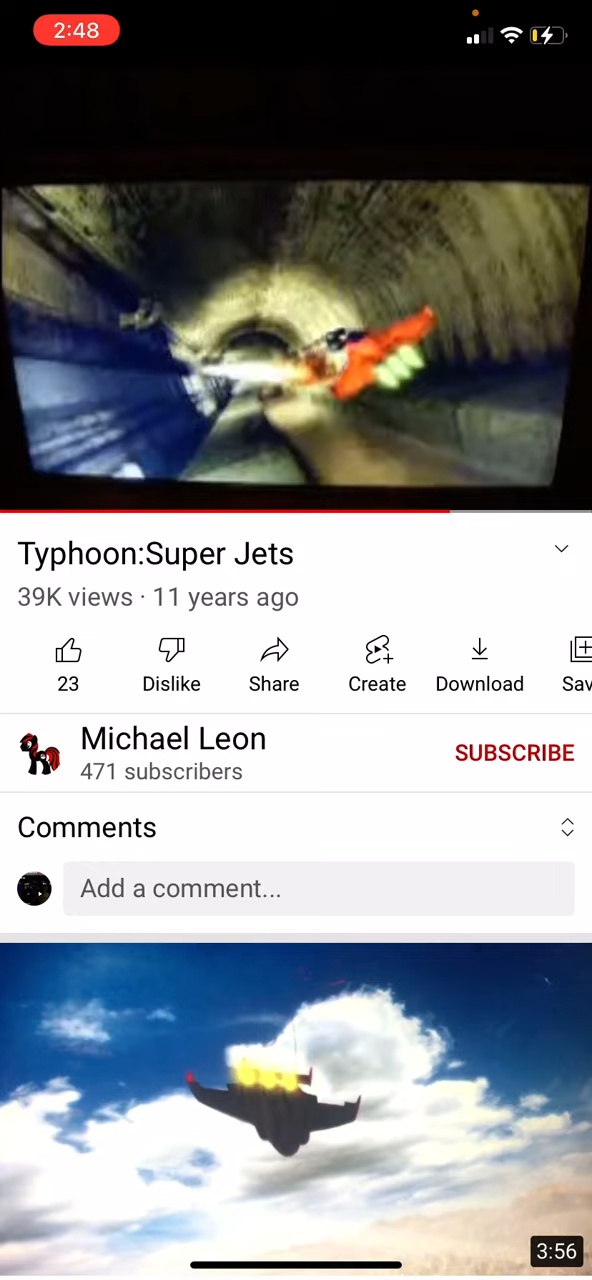 2:48
Typhoon:Super Jets
39K views · 11 years ago
23 Dislike Share Create Download Sav
Michael Leon
471 subscribers
SUBSCRIBE
Comments
Add a comment...
3:56